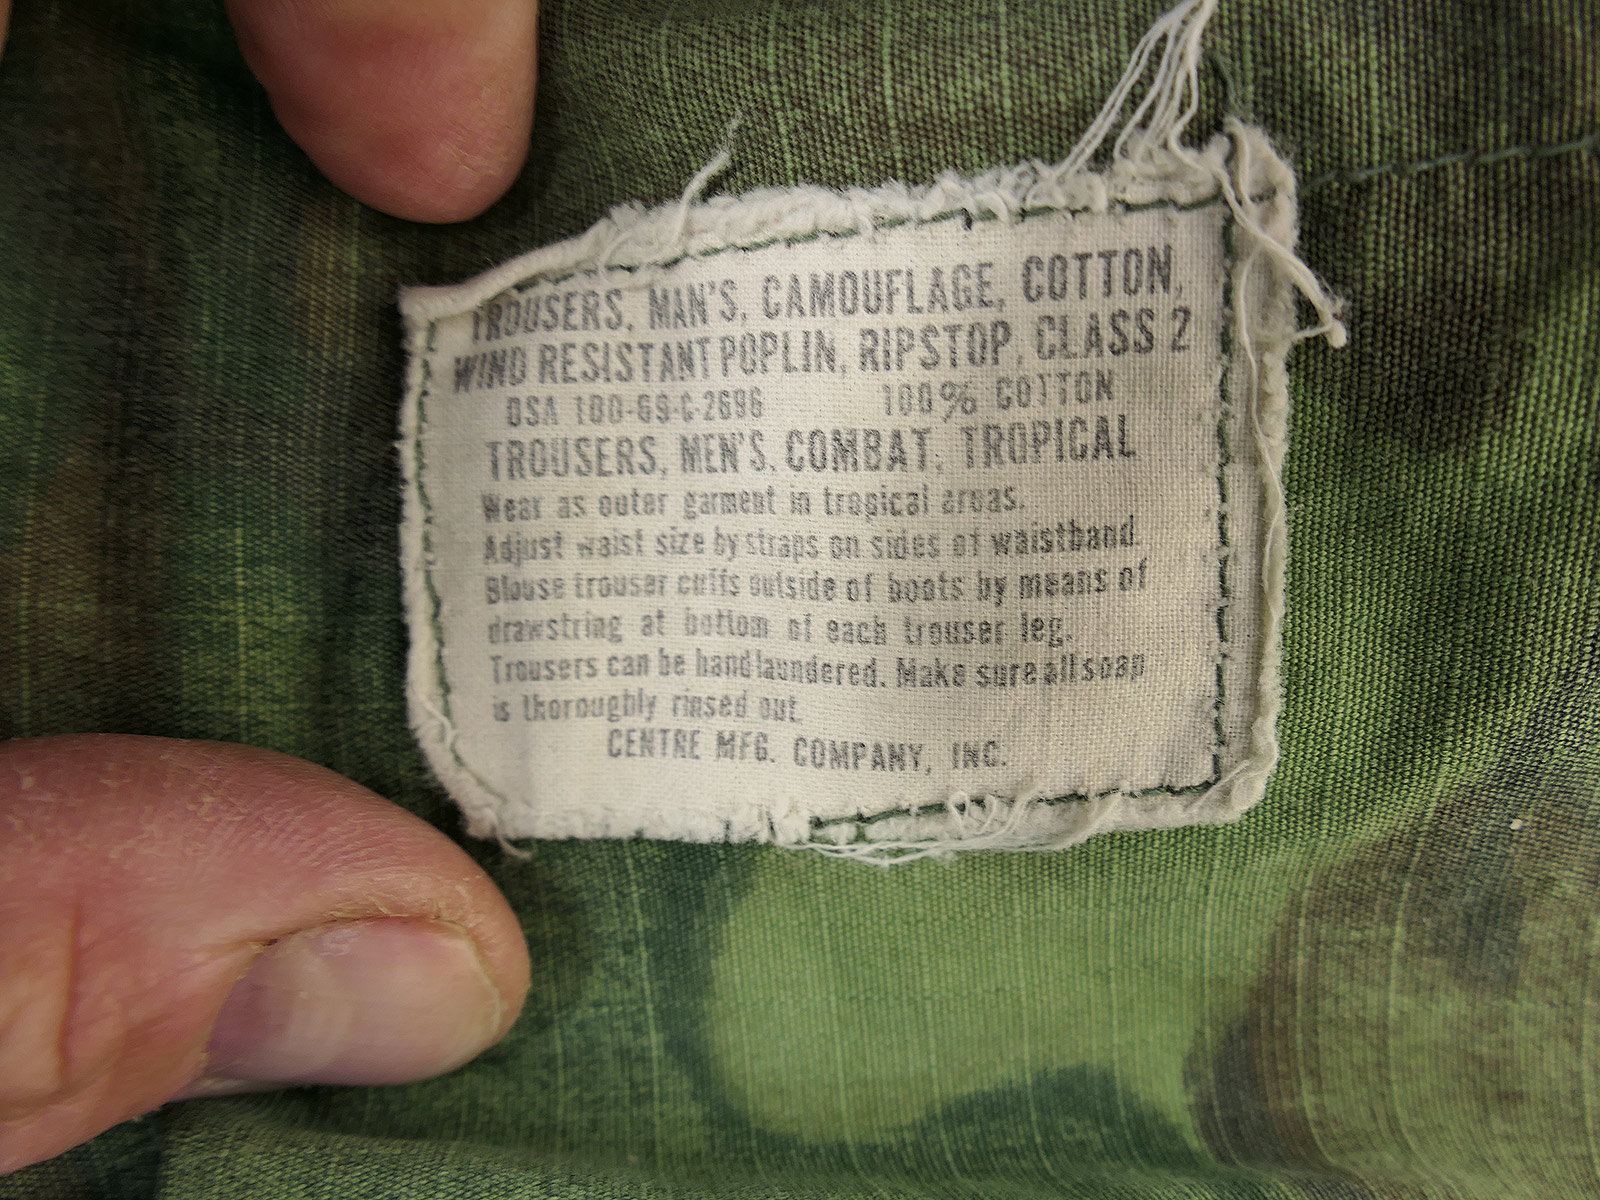 TROUSERS, MAN'S, CAMOUFLAGE, COTTON,
WIND RESISTANT POPLIN, RIPSTOP, CLASS 2
DSA 100-69-C-2696 100% COTTON
TROUSERS, MEN'S, COMBAT, TROPICAL
Wear as outer garment in tropical areas.
Adjust waist size by straps on sides of waistband.
Blouse trouser cuffs outside of boots by means of
drawstring at bottom of each trouser leg.
Trousers can be hand laundered. Make sure all soap
is thoroughly rinsed out.
CENTRE MFG. COMPANY, INC.